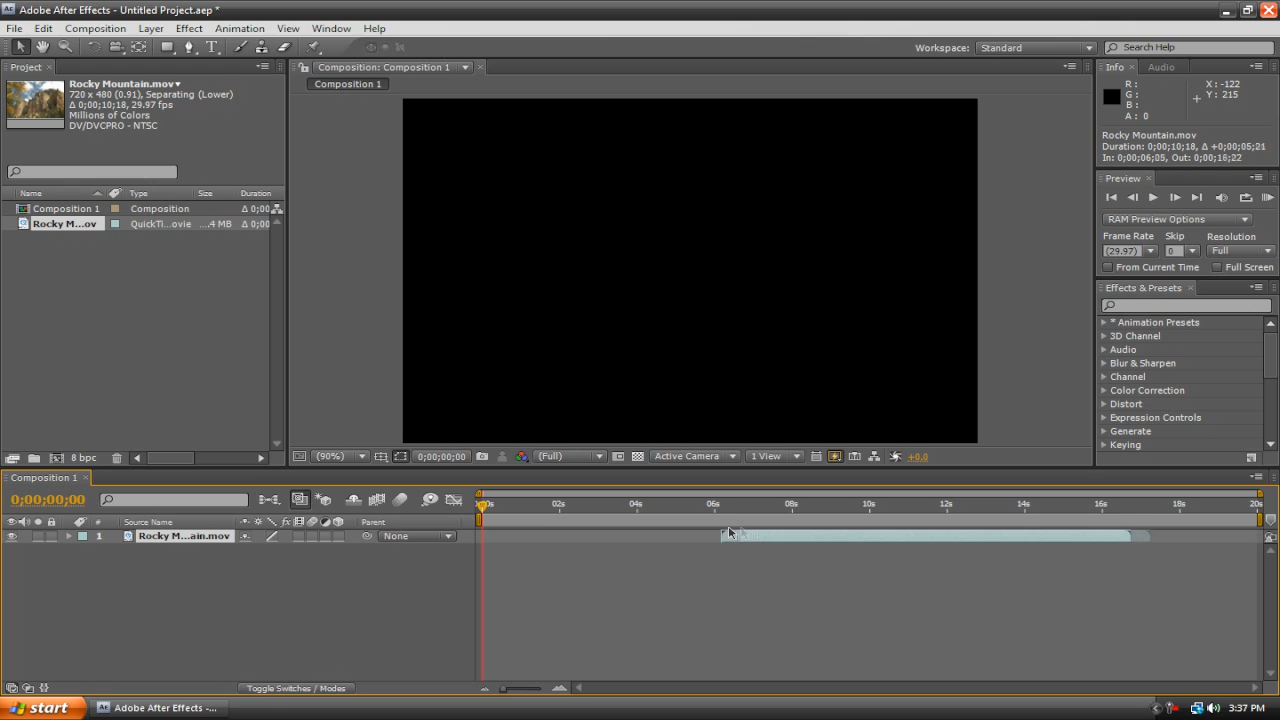 Adobe After Effects - Untitled Project.aep *
File Edit Composition Layer Effect Animation View Window Help
Workspace: Standard Search Help
Project
Rocky Mountain.mov
720 x 480 (0.91), Separating (Lower)
Δ 0;00;10;18, 29.97 fps
Millions of Colors
DV/DVCPRO - NTSC
Name Type Size Duration
Composition 1 Composition Δ 0;00
Rocky M...ov QuickTi...ovie ....4 MB Δ 0;00
8 bpc
Composition: Composition 1
Composition 1
(90%) 0;00;00;00 (Full) Active Camera 1 View +0.0
Info Audio
R :
G :
B :
A : 0
X : -122
Y : 215
Rocky Mountain.mov
Duration: 0;00;10;18, Δ +0;00;05;21
In: 0;00;06;05, Out: 0;00;16;22
Preview
RAM Preview Options
Frame Rate Skip Resolution
(29.97) 0 Full
From Current Time Full Screen
Effects & Presets
* Animation Presets
3D Channel
Audio
Blur & Sharpen
Channel
Color Correction
Distort
Expression Controls
Generate
Keying
Composition 1
0;00;00;00
02s 04s 06s 08s 10s 12s 14s 16s 18s 20s
# Source Name fx Parent
1 Rocky M...ain.mov None
Toggle Switches / Modes
start Adobe After Effects -... 3:37 PM